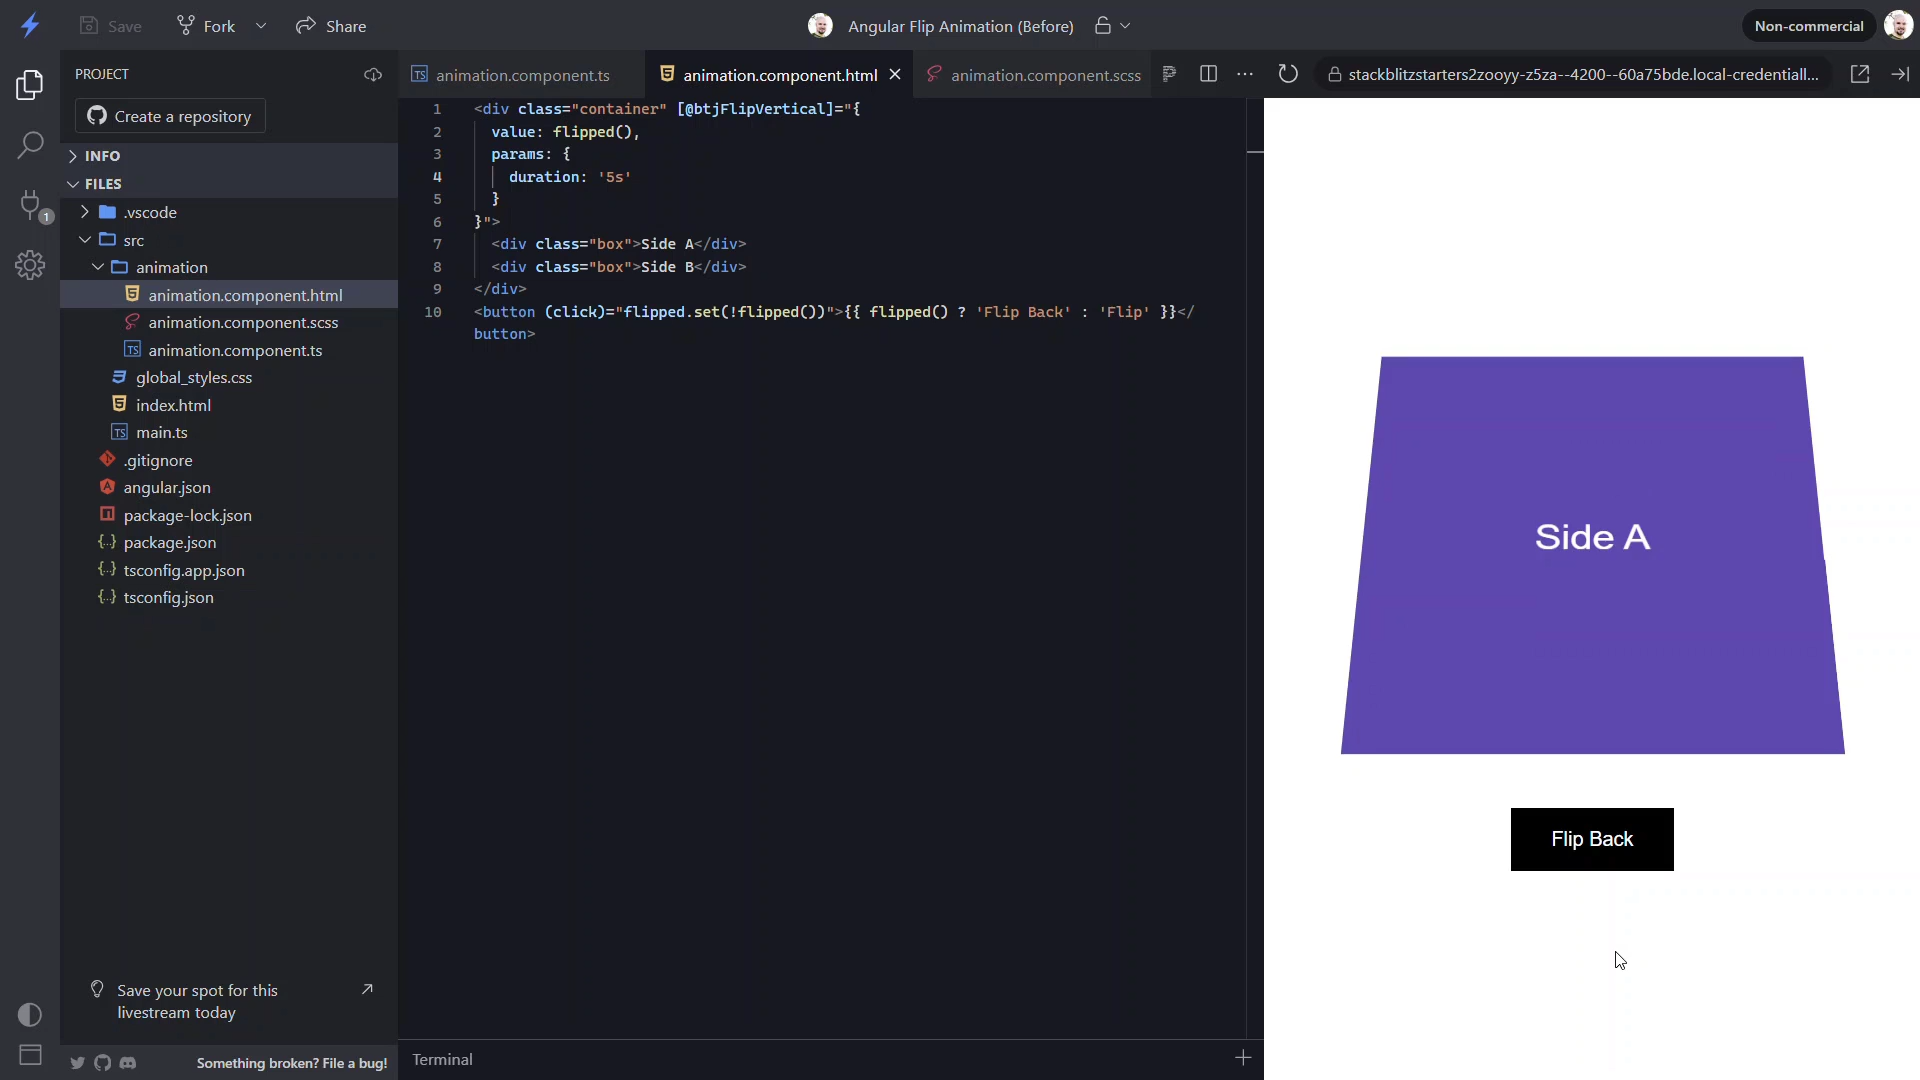 Save
Fork
Share
Angular Flip Animation (Before)
Non-commercial
PROJECT
Create a repository
INFO
FILES
.vscode
src
animation
animation.component.html
animation.component.scss
animation.component.ts
global_styles.css
index.html
main.ts
.gitignore
angular.json
package-lock.json
package.json
tsconfig.app.json
tsconfig.json
Save your spot for this
livestream today
Something broken? File a bug!
1
animation.component.ts
animation.component.html
animation.component.scss
1 <div class="container" [@btjFlipVertical]="{
2 value: flipped(),
3 params: {
4 duration: '5s'
5 }
6 }">
7 <div class="box">Side A</div>
8 <div class="box">Side B</div>
9 </div>
10 <button (click)="flipped.set(!flipped())">{{ flipped() ? 'Flip Back' : 'Flip' }}</
button>
Terminal
stackblitzstarters2zooyy-z5za--4200--60a75bde.local-credentiall...
Side A
Flip Back